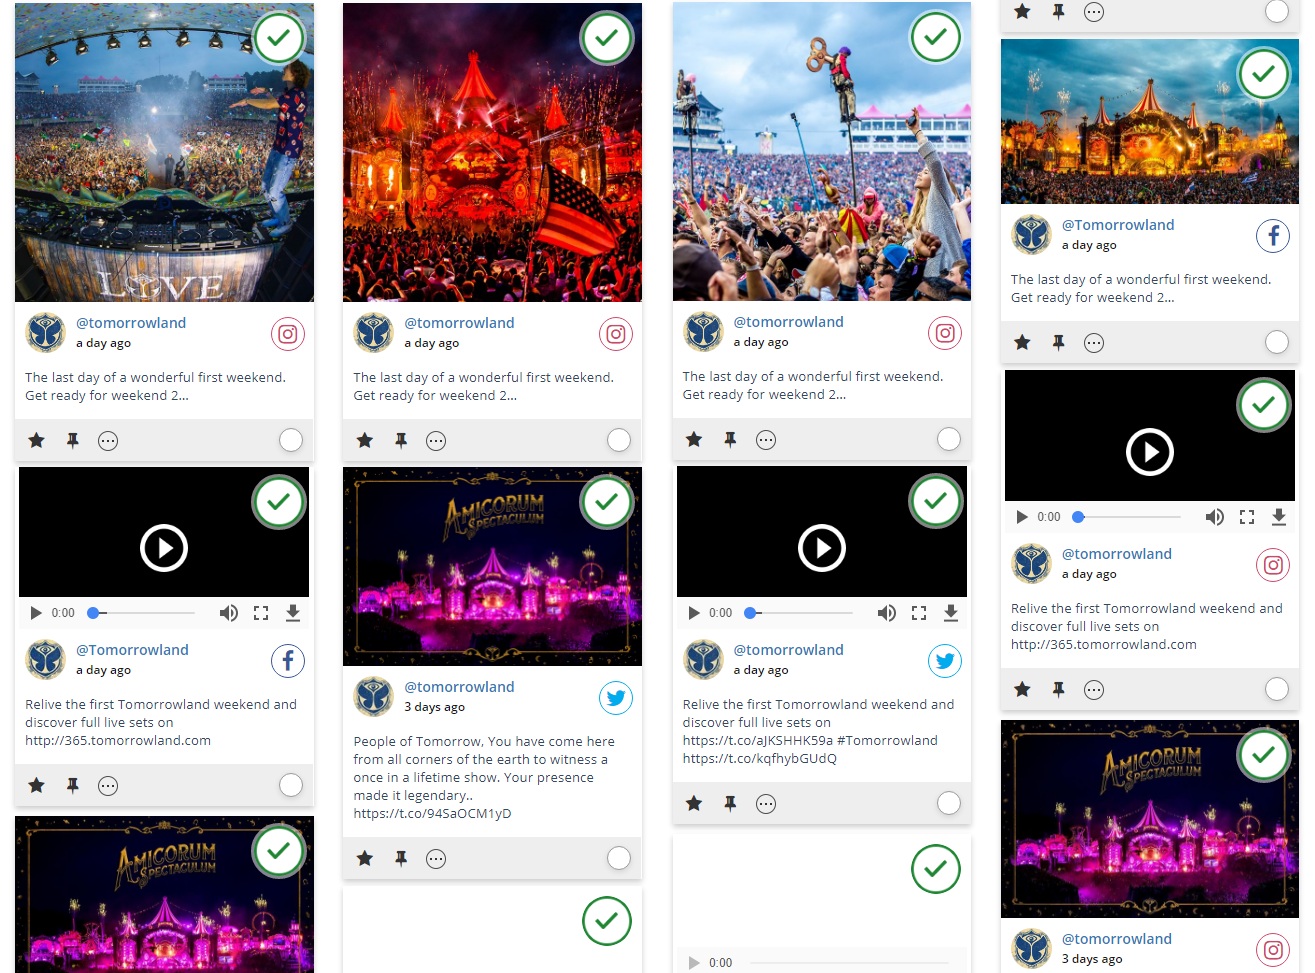 LOVE
@tomorrowland
a day ago
The last day of a wonderful first weekend.
Get ready for weekend 2...
0:00
@Tomorrowland
a day ago
Relive the first Tomorrowland weekend and
discover full live sets on
http://365.tomorrowland.com
AMICORUM
SPECTACULUM
@tomorrowland
a day ago
The last day of a wonderful first weekend.
Get ready for weekend 2...
AMICORUM
SPECTACULUM
@tomorrowland
3 days ago
People of Tomorrow, You have come here
from all corners of the earth to witness a
once in a lifetime show. Your presence
made it legendary..
https://t.co/94SaOCM1yD
@tomorrowland
a day ago
The last day of a wonderful first weekend.
Get ready for weekend 2...
0:00
@tomorrowland
a day ago
Relive the first Tomorrowland weekend and
discover full live sets on
https://t.co/aJKSHHK59a #Tomorrowland
https://t.co/kqfhybGUdQ
0:00
@Tomorrowland
a day ago
The last day of a wonderful first weekend.
Get ready for weekend 2...
0:00
@tomorrowland
a day ago
Relive the first Tomorrowland weekend and
discover full live sets on
http://365.tomorrowland.com
AMICORUM
SPECTACULUM
@tomorrowland
3 days ago